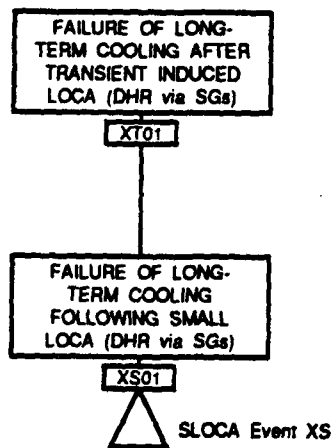 FAILURE OF LONG-
TERM COOLING AFTER
TRANSIENT INDUCED
LOCA (DHR via SGs)
XT01
FAILURE OF LONG-
TERM COOLING
FOLLOWING SMALL
LOCA (DHR via SGs)
XS01
SLOCA Event XS